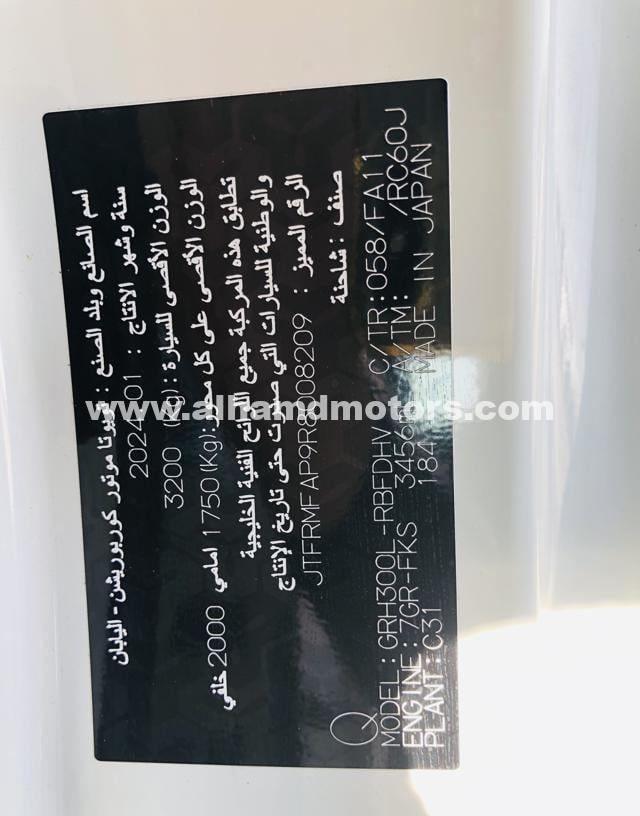 اسم الصانع وبلد الصنع : تويوتا موتور كوربوريشن - اليابان
سنة وشهر الانتاج : 2024/01
الوزن الأقصى للسيارة : (Kg) 3200
الوزن الأقصى على كل محور: (Kg) 1750 امامي 2000 خلفي
تطابق هذه المركبة جميع اللوائح الفنية الخليجية
والوطنية للسيارات التي صدرت حتى تاريخ الإنتاج
الرقم المميز : JTFRMFAP9R8008209
صنف : شاحنة
Q
MODEL:GRH300L-RBFDHV C/TR:058/FA11
ENGINE:7GR-FKS 3456 A/TM: /RC60J
PLANT:C31 184 MADE IN JAPAN
www.alhamdmotors.com